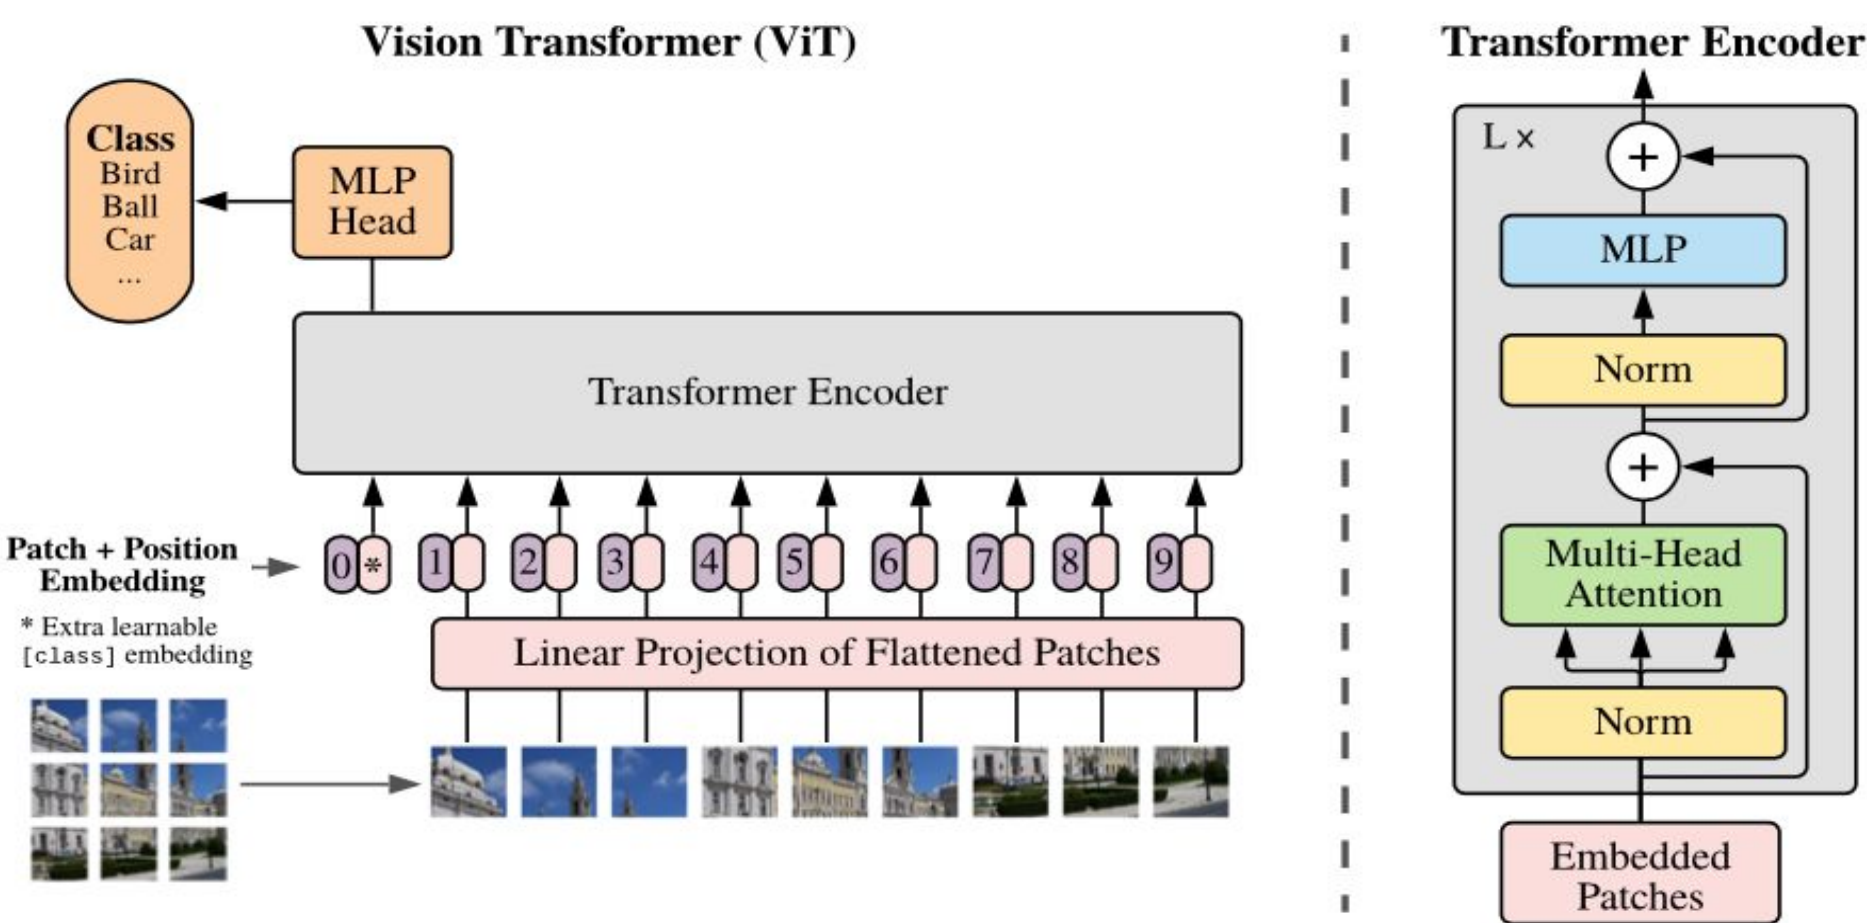 Vision Transformer (ViT)
Class
Bird
Ball
Car
...
MLP
Head
Transformer Encoder
Patch + Position
Embedding
0 * 1 2 3 4 5 6 7 8 9
* Extra learnable
[class] embedding
Linear Projection of Flattened Patches
Transformer Encoder
L ×
+
MLP
Norm
+
Multi-Head
Attention
Norm
Embedded
Patches